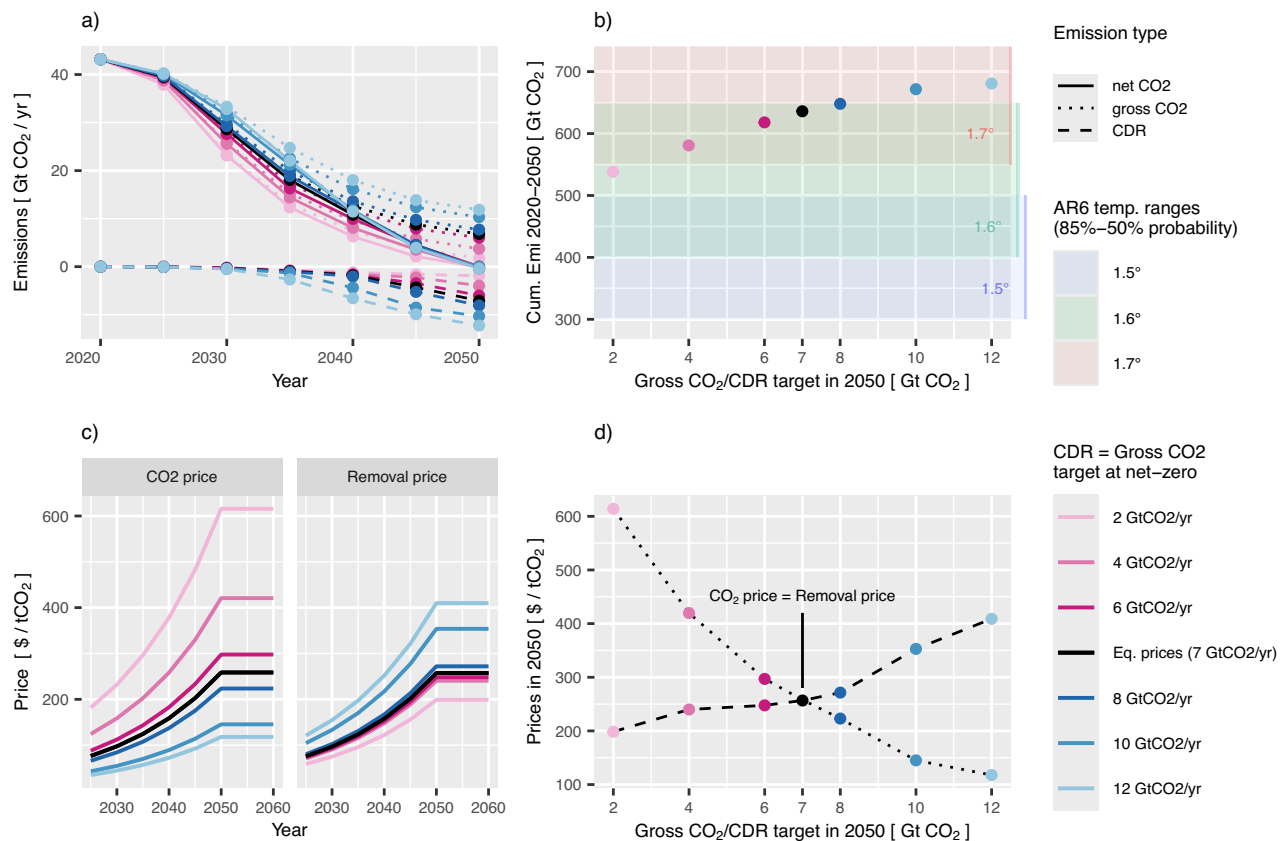 a)
Emissions [ Gt CO₂ / yr ]
40
20
0
2020
2030
2040
2050
Year
b)
Cum. Emi 2020–2050 [ Gt CO₂ ]
700
600
500
400
300
1.7°
1.6°
1.5°
2
4
6
7
8
10
12
Gross CO₂/CDR target in 2050 [ Gt CO₂ ]
Emission type
net CO2
gross CO2
CDR
AR6 temp. ranges
(85%–50% probability)
1.5°
1.6°
1.7°
c)
CO2 price
Removal price
Price [ $ / tCO₂ ]
600
400
200
2030
2040
2050
2060
2030
2040
2050
2060
Year
d)
Prices in 2050 [ $ / tCO₂ ]
600
500
400
300
200
100
CO₂ price = Removal price
2
4
6
7
8
10
12
Gross CO₂/CDR target in 2050 [ Gt CO₂ ]
CDR = Gross CO2
target at net−zero
2 GtCO2/yr
4 GtCO2/yr
6 GtCO2/yr
Eq. prices (7 GtCO2/yr)
8 GtCO2/yr
10 GtCO2/yr
12 GtCO2/yr